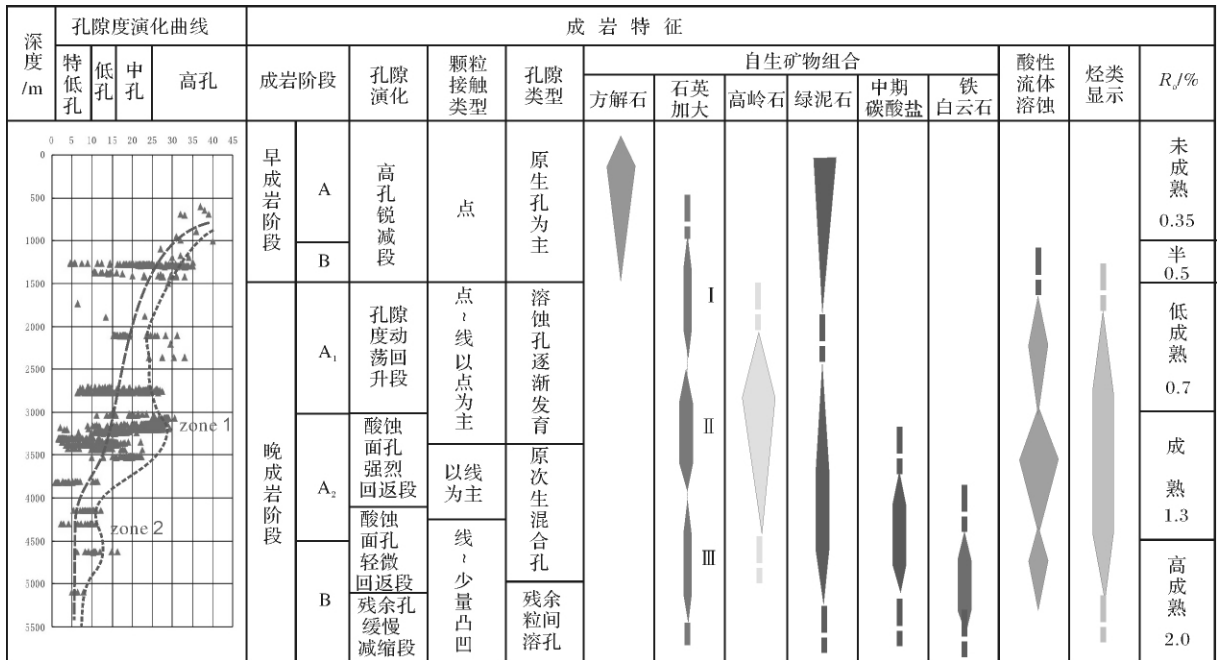 深度/m
孔隙度演化曲线
成岩特征
特低孔
低孔
中孔
高孔
成岩阶段
孔隙演化
颗粒接触类型
孔隙类型
自生矿物组合
方解石
石英加大
高岭石
绿泥石
中期碳酸盐
铁白云石
酸性流体溶蚀
烃类显示
Rₒ/%
0 5 10 15 20 25 30 35 40 45
0
500
1000
1500
2000
2500
3000
3500
4000
4500
5000
5500
zone 1
zone 2
早成岩阶段
A
B
晚成岩阶段
A₁
A₂
B
高孔锐减段
孔隙度动荡回升段
酸蚀面孔强烈回返段
酸蚀面孔轻微回返段
残余孔缓慢减缩段
点
点~线以点为主
以线为主
线~少量凸凹
原生孔为主
溶蚀孔逐渐发育
原次生混合孔
残余粒间溶孔
Ⅰ
Ⅱ
Ⅲ
未成熟
0.35
半
0.5
低成熟
0.7
成熟
1.3
高成熟
2.0